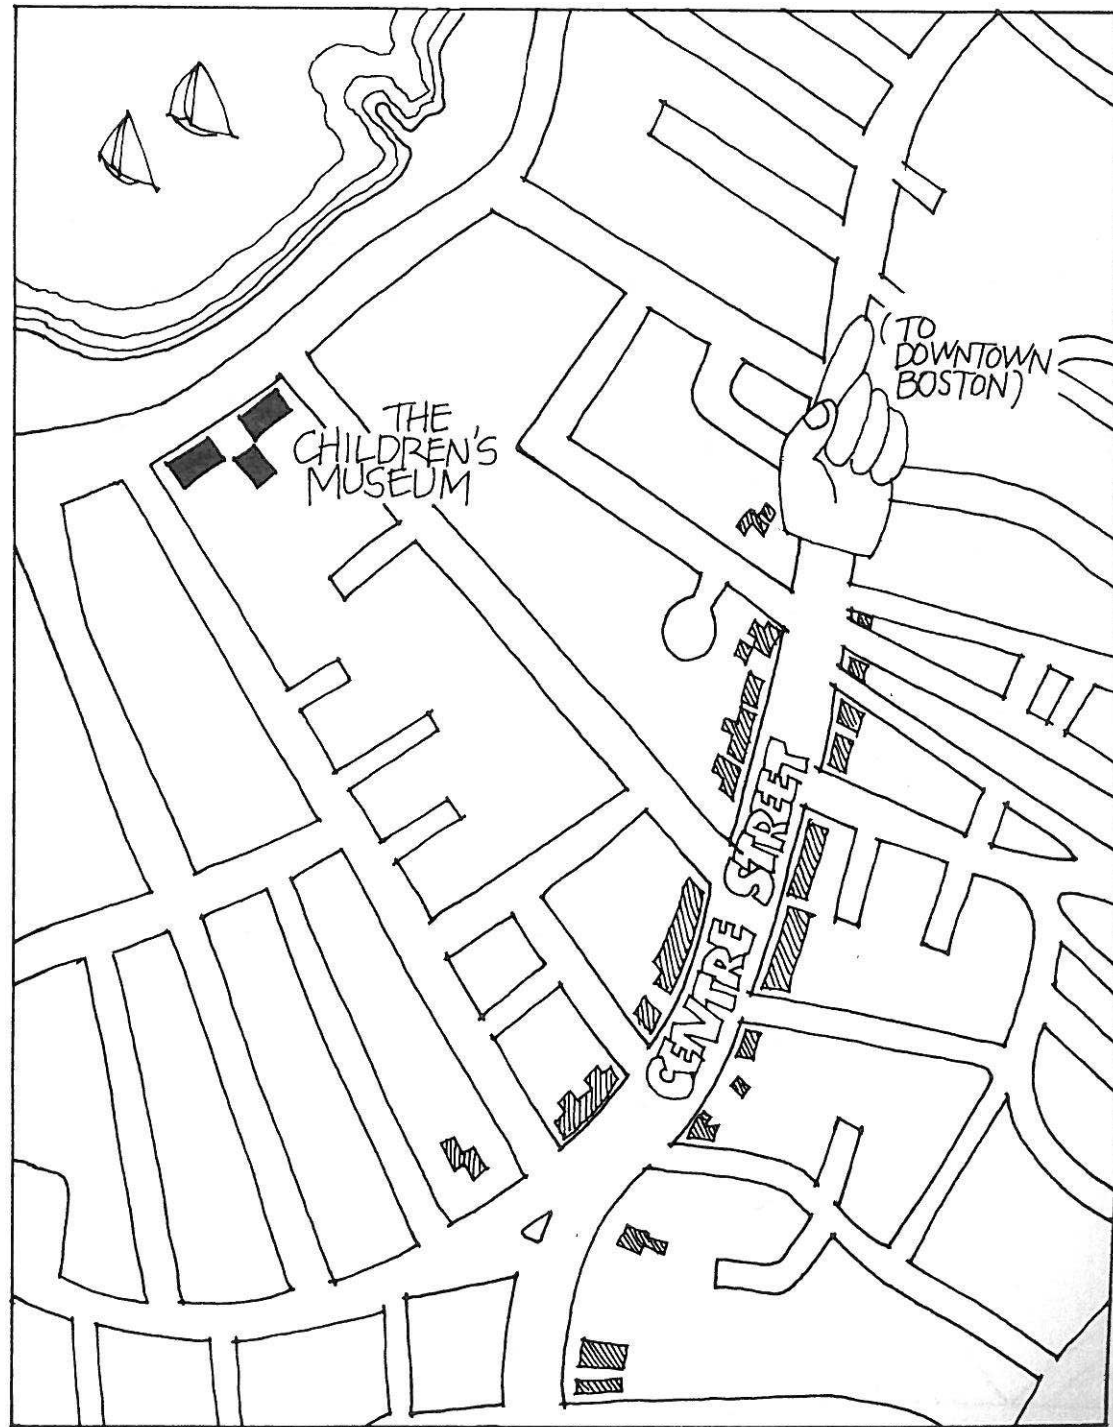 THE
CHILDREN'S
MUSEUM
(TO
DOWNTOWN
BOSTON)
CENTRE STREET